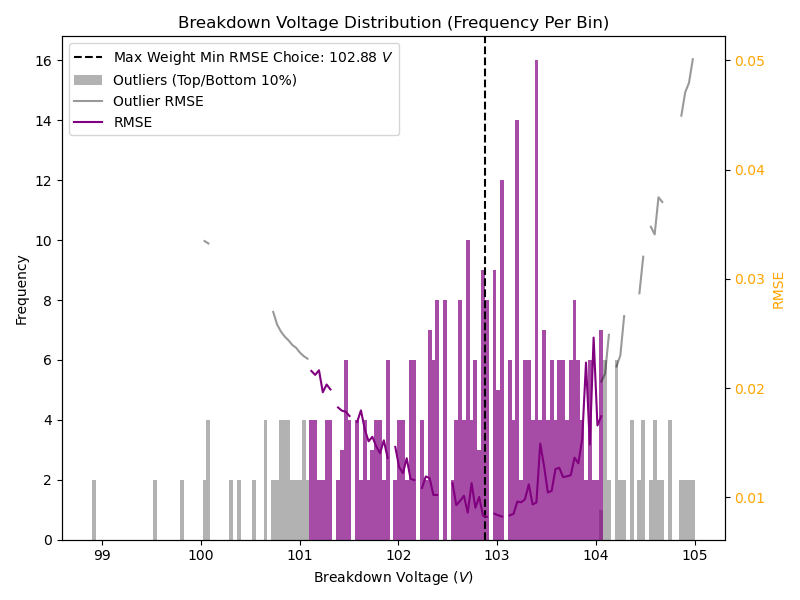 Breakdown Voltage Distribution (Frequency Per Bin)
Max Weight Min RMSE Choice: 102.88 V
Outliers (Top/Bottom 10%)
Outlier RMSE
RMSE
16
14
12
10
8
6
4
2
0
Frequency
0.05
0.04
0.03
0.02
0.01
RMSE
99 100 101 102 103 104 105
Breakdown Voltage (V)